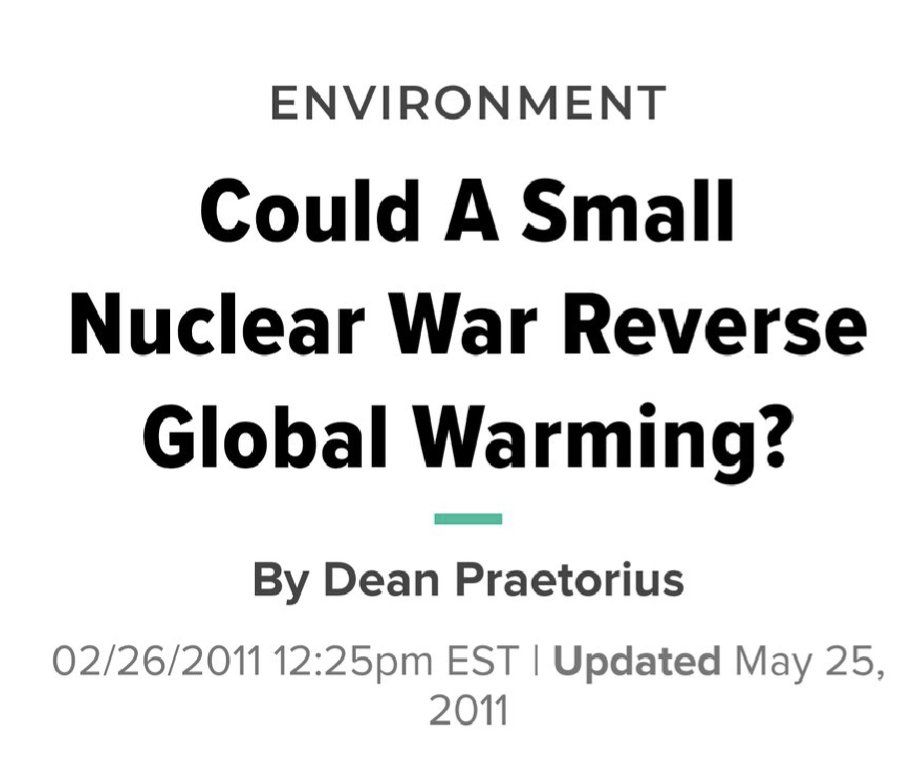 ENVIRONMENT
Could A Small
Nuclear War Reverse
Global Warming?
By Dean Praetorius
02/26/2011 12:25pm EST | Updated May 25,
2011